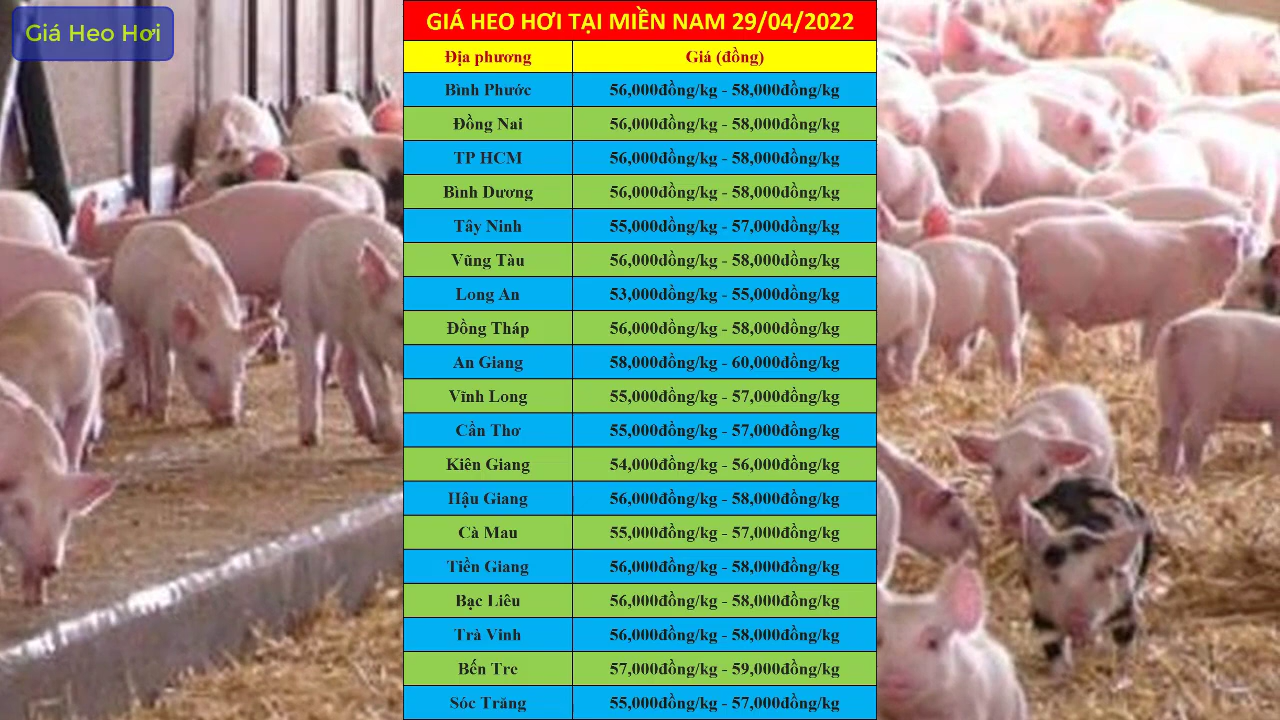 Giá Heo Hơi
GIÁ HEO HƠI TẠI MIỀN NAM 29/04/2022
Địa phương Giá (đồng)
Bình Phước 56,000đồng/kg - 58,000đồng/kg
Đồng Nai 56,000đồng/kg - 58,000đồng/kg
TP HCM 56,000đồng/kg - 58,000đồng/kg
Bình Dương 56,000đồng/kg - 58,000đồng/kg
Tây Ninh 55,000đồng/kg - 57,000đồng/kg
Vũng Tàu 56,000đồng/kg - 58,000đồng/kg
Long An 53,000đồng/kg - 55,000đồng/kg
Đồng Tháp 56,000đồng/kg - 58,000đồng/kg
An Giang 58,000đồng/kg - 60,000đồng/kg
Vĩnh Long 55,000đồng/kg - 57,000đồng/kg
Cần Thơ 55,000đồng/kg - 57,000đồng/kg
Kiên Giang 54,000đồng/kg - 56,000đồng/kg
Hậu Giang 56,000đồng/kg - 58,000đồng/kg
Cà Mau 55,000đồng/kg - 57,000đồng/kg
Tiền Giang 56,000đồng/kg - 58,000đồng/kg
Bạc Liêu 56,000đồng/kg - 58,000đồng/kg
Trà Vinh 56,000đồng/kg - 58,000đồng/kg
Bến Tre 57,000đồng/kg - 59,000đồng/kg
Sóc Trăng 55,000đồng/kg - 57,000đồng/kg